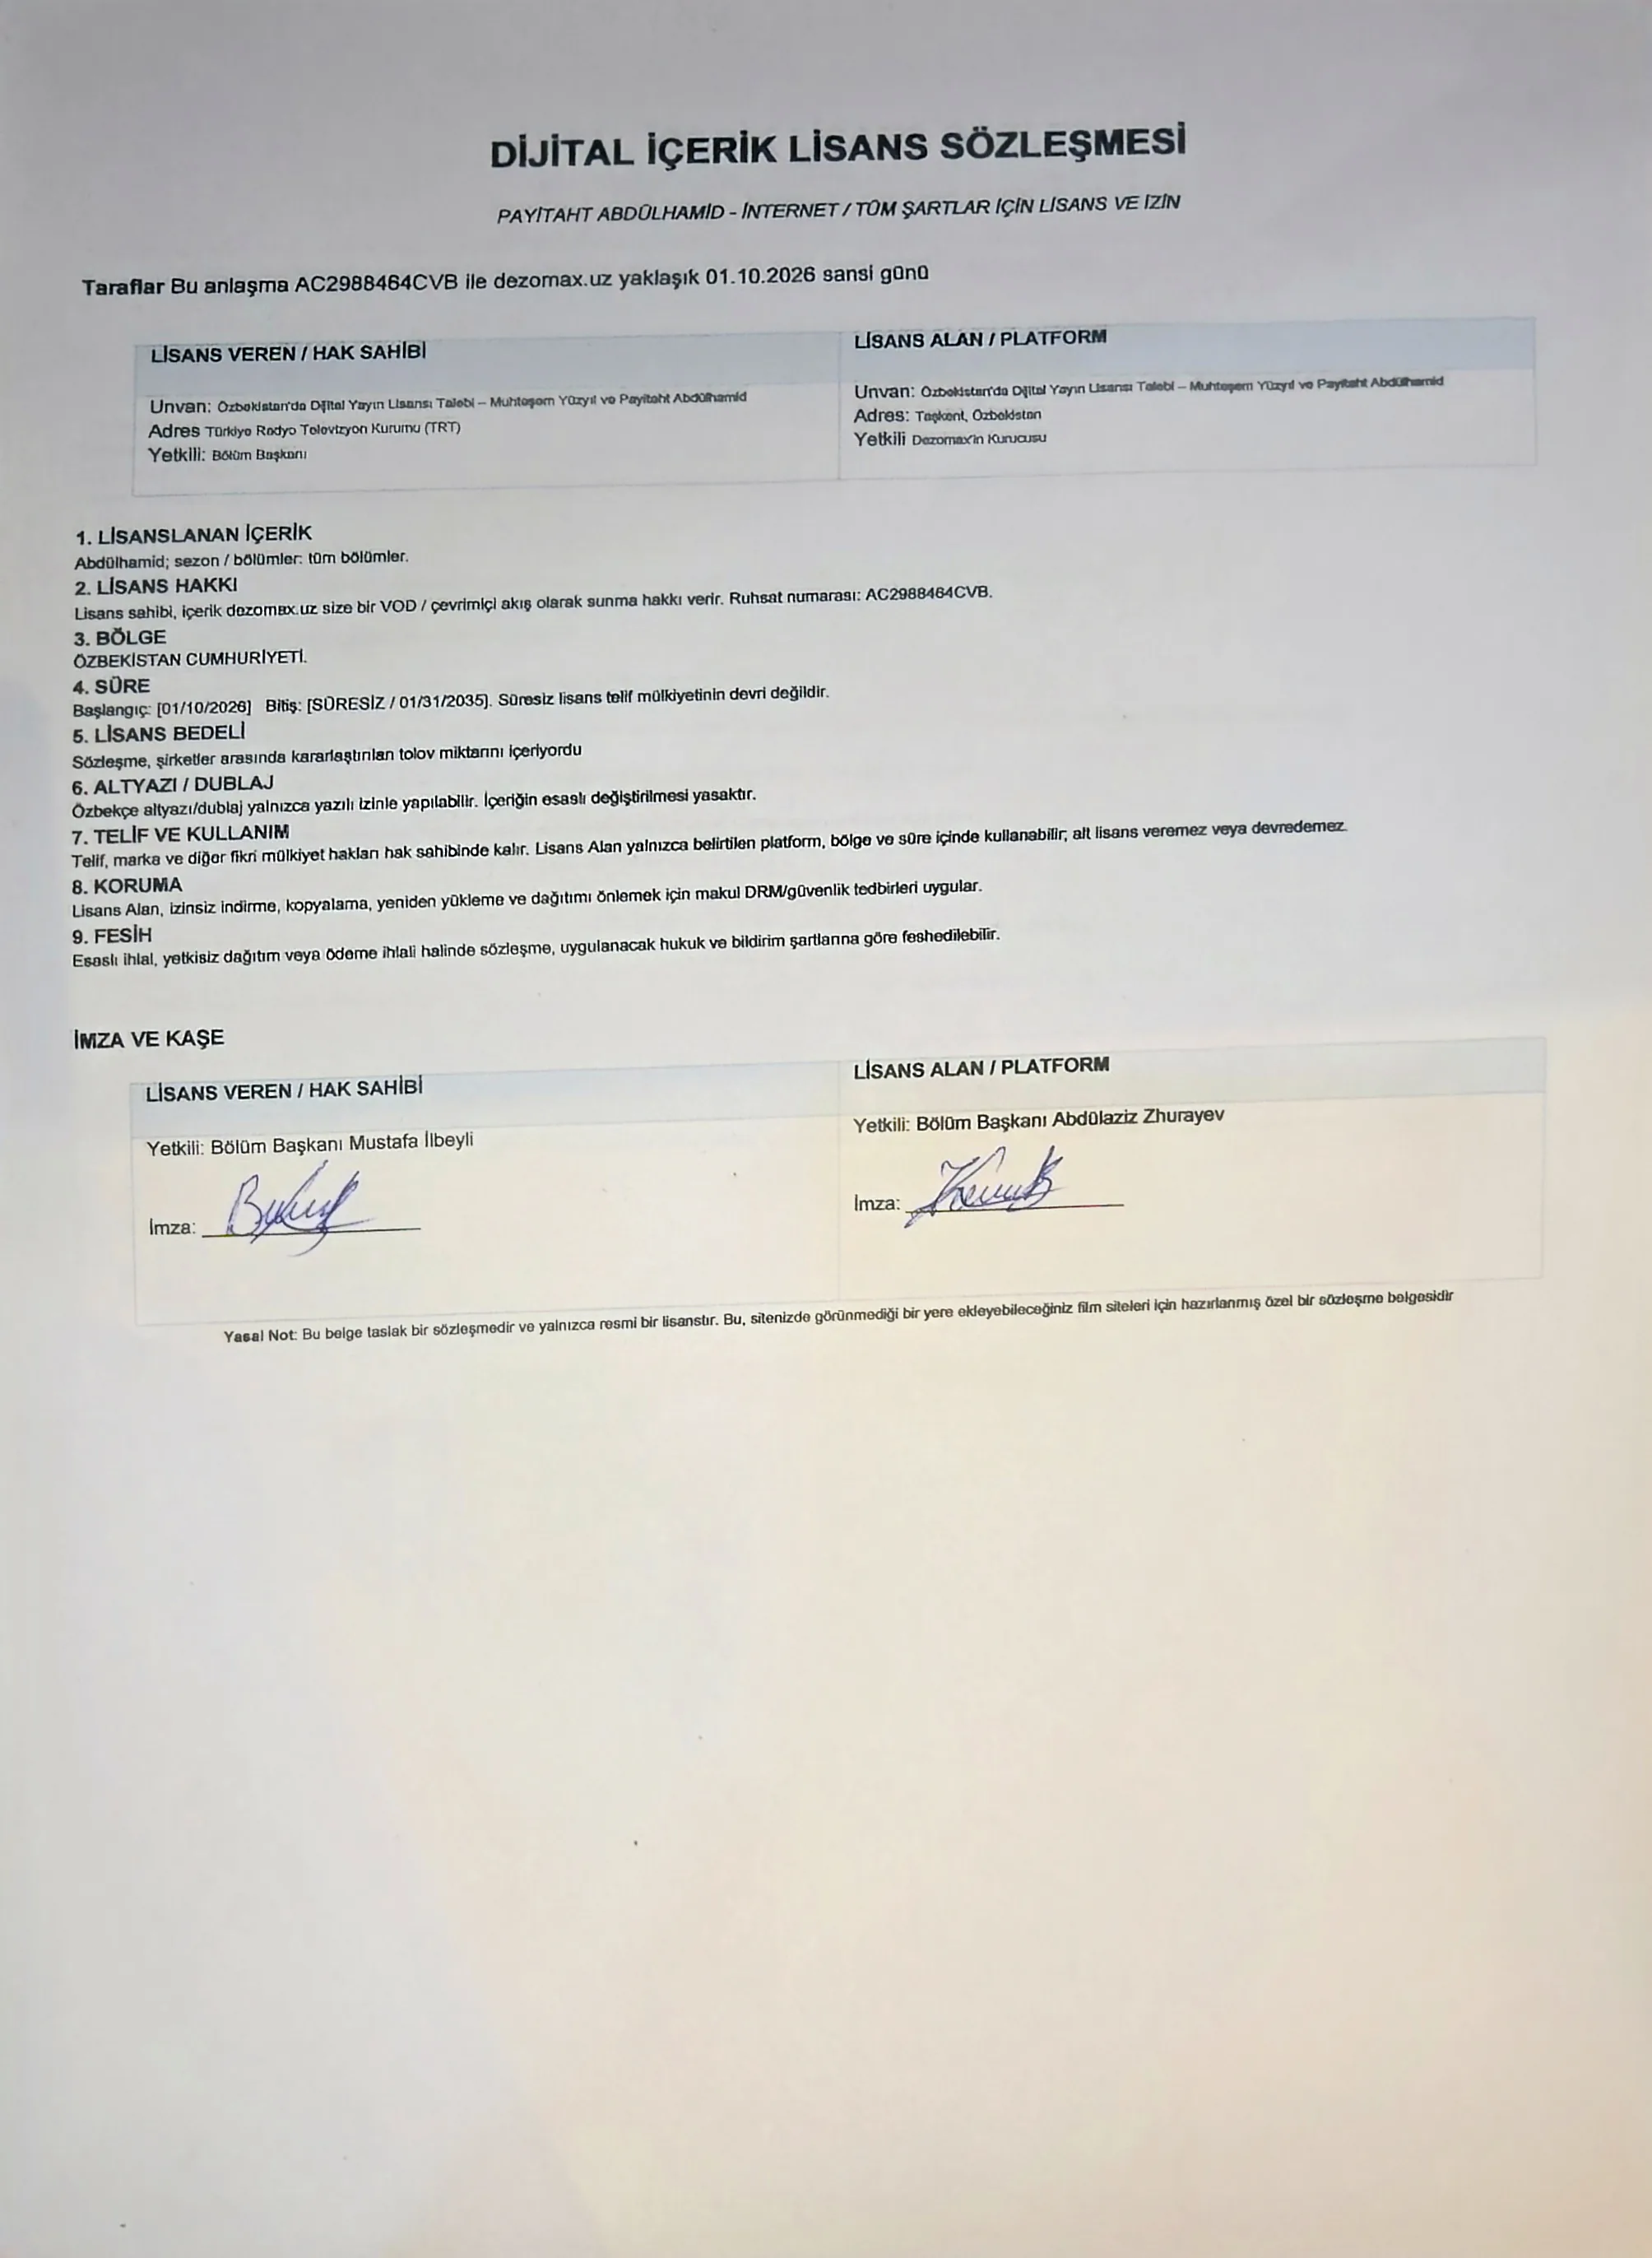 DİJİTAL İÇERİK LİSANS SÖZLEŞMESİ
PAYİTAHT ABDÜLHAMİD - İNTERNET / TÜM ŞARTLAR İÇİN LİSANS VE İZİN
Taraflar Bu anlaşma AC2988464CVB ile dezomax.uz yaklaşık 01.10.2026 sansi günü
LİSANS VEREN / HAK SAHİBİ
Unvan: Özbekistan'da Dijital Yayın Lisansı Talebi – Muhteşem Yüzyıl ve Payitaht Abdülhamid
Adres Türkiye Radyo Televizyon Kurumu (TRT)
Yetkili: Bölüm Başkanı
LİSANS ALAN / PLATFORM
Unvan: Özbekistan'da Dijital Yayın Lisansı Talebi – Muhteşem Yüzyıl ve Payitaht Abdülhamid
Adres: Taşkent, Özbekistan
Yetkili Dezomax'in Kurucusu
1. LİSANSLANAN İÇERİK
Abdülhamid; sezon / bölümler: tüm bölümler.
2. LİSANS HAKKI
Lisans sahibi, içerik dezomax.uz size bir VOD / çevrimiçi akış olarak sunma hakkı verir. Ruhsat numarası: AC2988464CVB.
3. BÖLGE
ÖZBEKİSTAN CUMHURİYETİ.
4. SÜRE
Başlangıç: [01/10/2026] Bitiş: [SÜRESİZ / 01/31/2035]. Süresiz lisans telif mülkiyetinin devri değildir.
5. LİSANS BEDELİ
Sözleşme, şirketler arasında kararlaştırılan tolov miktarını içeriyordu
6. ALTYAZI / DUBLAJ
Özbekçe altyazı/dublaj yalnızca yazılı izinle yapılabilir. İçeriğin esaslı değiştirilmesi yasaktır.
7. TELİF VE KULLANIM
Telif, marka ve diğer fikri mülkiyet hakları hak sahibinde kalır. Lisans Alan yalnızca belirtilen platform, bölge ve süre içinde kullanabilir; alt lisans veremez veya devredemez.
8. KORUMA
Lisans Alan, izinsiz indirme, kopyalama, yeniden yükleme ve dağıtımı önlemek için makul DRM/güvenlik tedbirleri uygular.
9. FESİH
Esaslı ihlal, yetkisiz dağıtım veya ödeme ihlali halinde sözleşme, uygulanacak hukuk ve bildirim şartlarına göre feshedilebilir.
İMZA VE KAŞE
LİSANS VEREN / HAK SAHİBİ
Yetkili: Bölüm Başkanı Mustafa İlbeyli
İmza:
LİSANS ALAN / PLATFORM
Yetkili: Bölüm Başkanı Abdülaziz Zhurayev
İmza:
Yasal Not: Bu belge taslak bir sözleşmedir ve yalnızca resmi bir lisanstır. Bu, sitenizde görünmediği bir yere ekleyebileceğiniz film siteleri için hazırlanmış özel bir sözleşme belgesidir